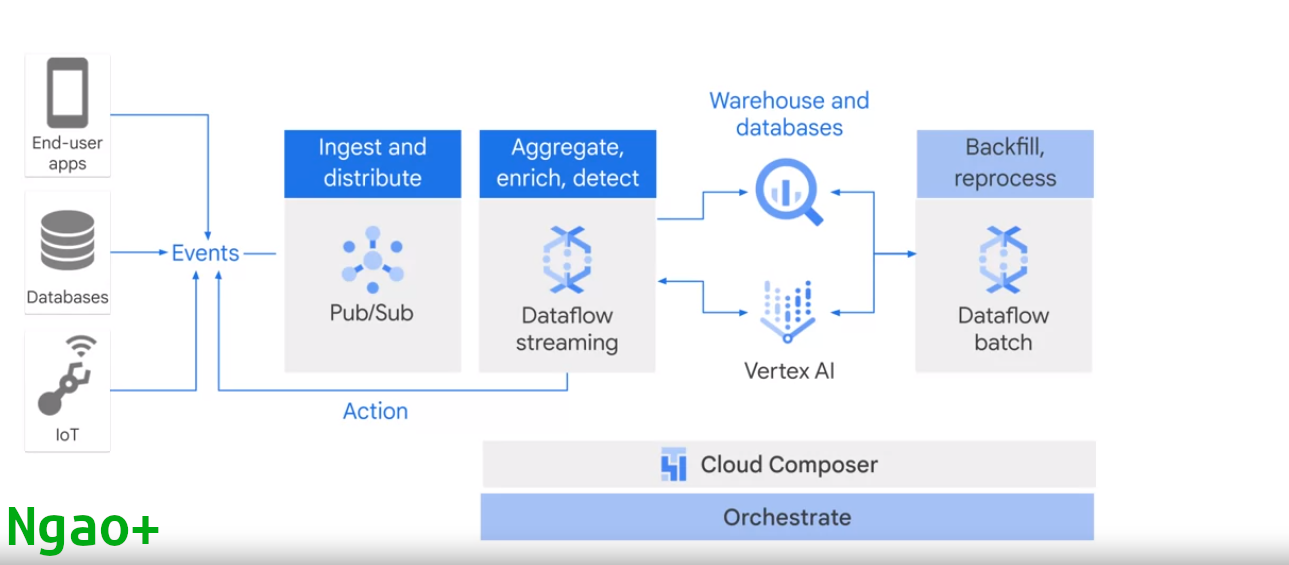 End-user
apps
Databases
IoT
Events
Ingest and
distribute
Pub/Sub
Aggregate,
enrich, detect
Dataflow
streaming
Action
Warehouse and
databases
Vertex AI
Backfill,
reprocess
Dataflow
batch
Cloud Composer
Orchestrate
Ngao+